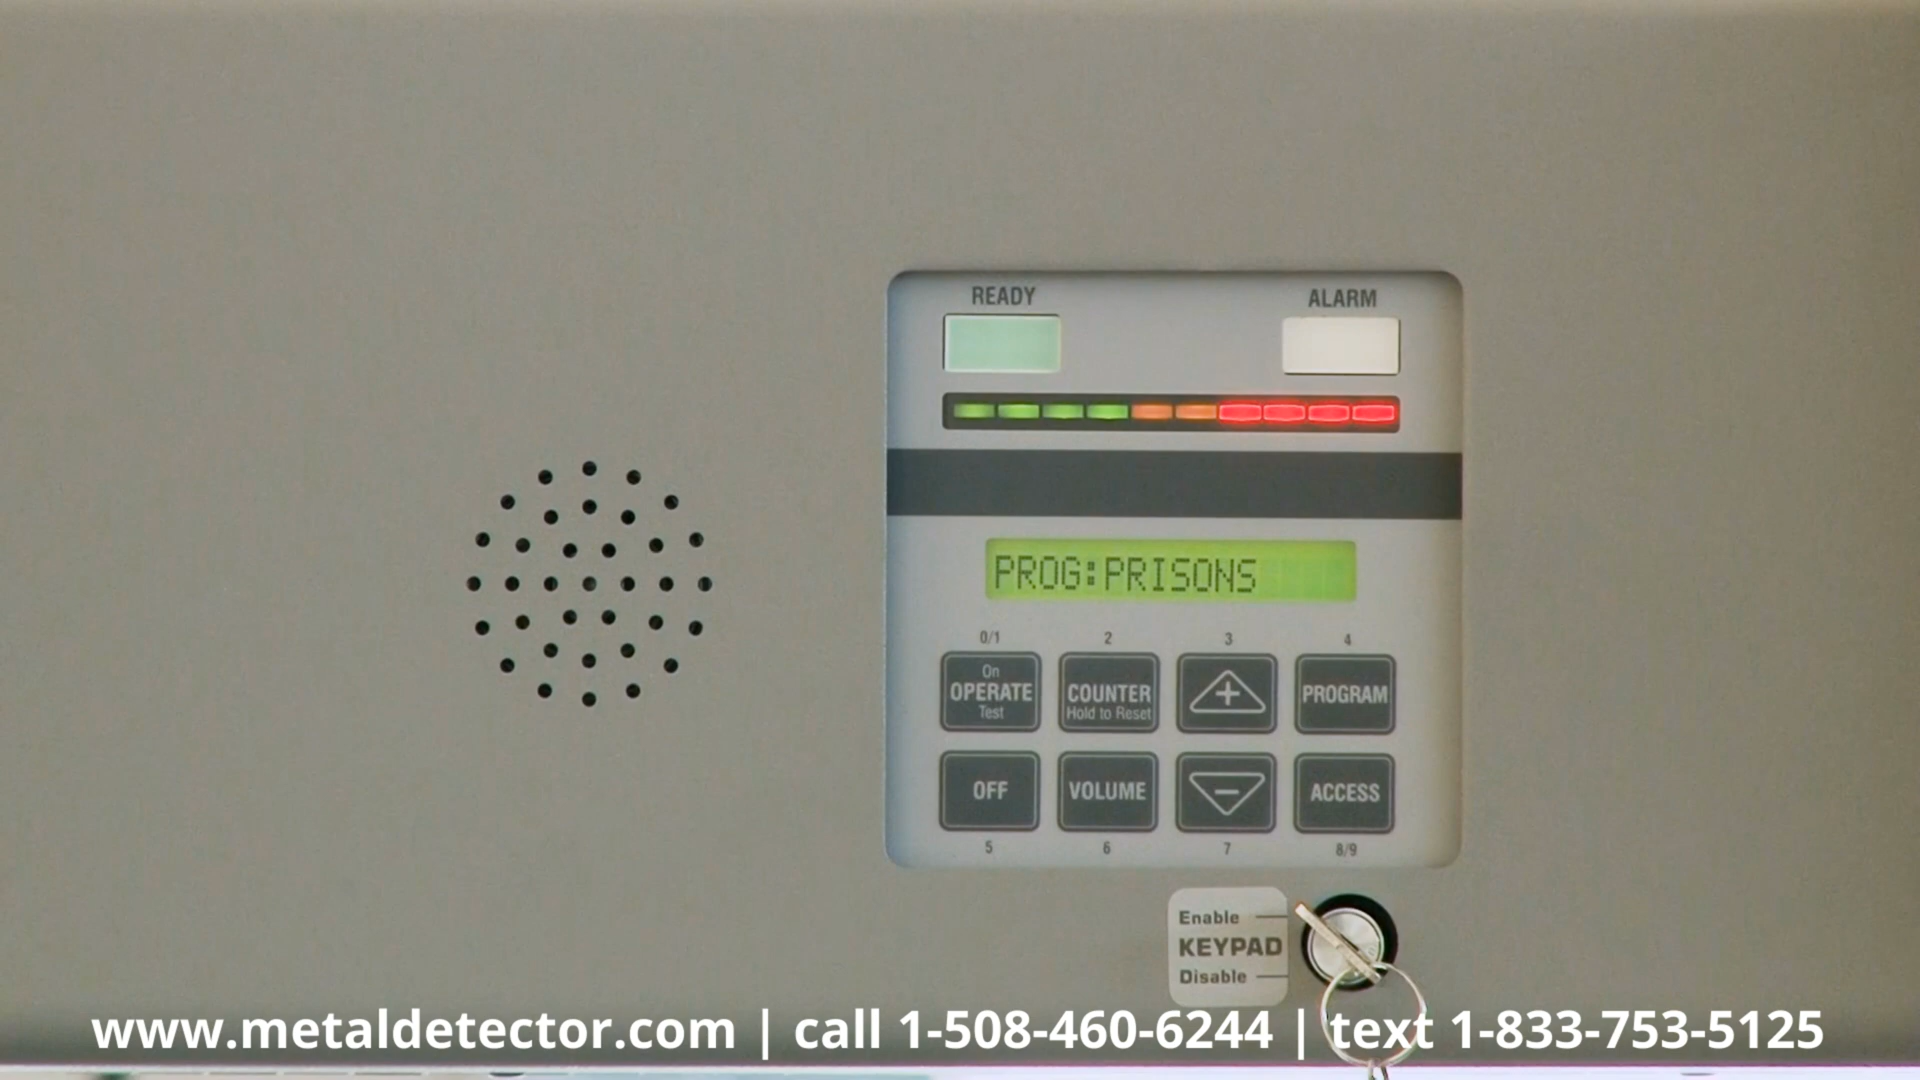 READY ALARM
PROG:PRISONS
0/1 2 3 4
On
OPERATE
Test
COUNTER
Hold to Reset
+
PROGRAM
OFF
VOLUME
−
ACCESS
5 6 7 8/9
Enable
KEYPAD
Disable
www.metaldetector.com | call 1-508-460-6244 | text 1-833-753-5125